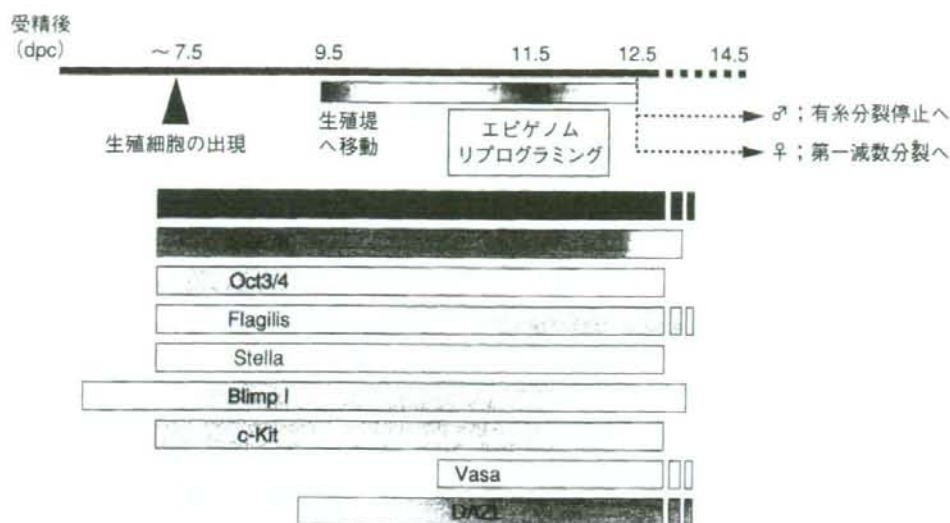 受精後
(dpc)
～7.5
9.5
11.5
12.5
14.5
生殖細胞の出現
生殖堤
へ移動
エピゲノム
リプログラミング
♂；有糸分裂停止へ
♀；第一減数分裂へ
Oct3/4
Flagilis
Stella
Blimp I
c-Kit
Vasa
DAZL